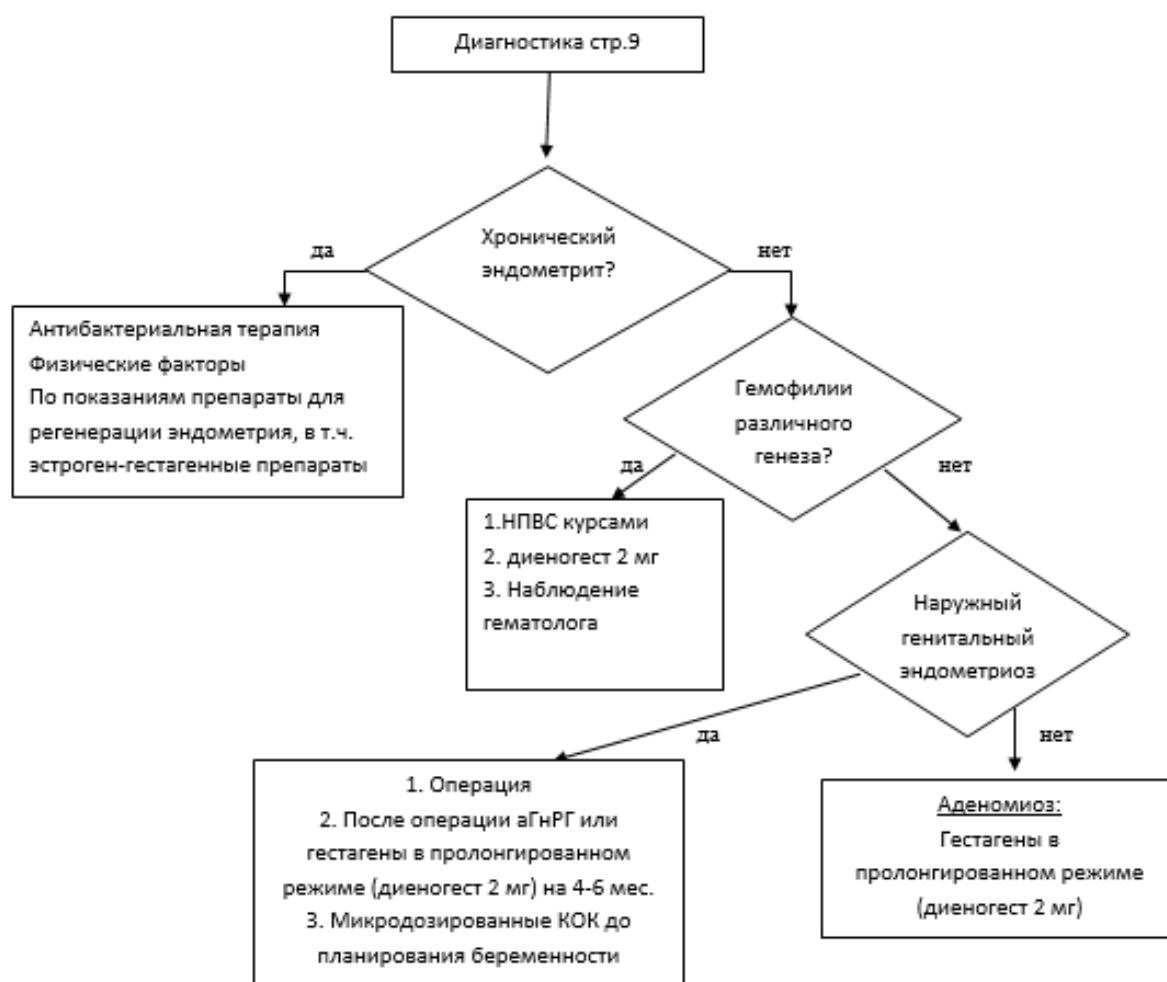 Диагностика стр.9
Хронический
эндометрит?
да
нет
Антибактериальная терапия
Физические факторы
По показаниям препараты для
регенерации эндометрия, в т.ч.
эстроген-гестагенные препараты
Гемофилии
различного
генеза?
да
нет
1.НПВС курсами
2. диеногест 2 мг
3. Наблюдение
гематолога
Наружный
генитальный
эндометриоз
да
нет
1. Операция
2. После операции аГнРГ или
гестагены в пролонгированном
режиме (диеногест 2 мг) на 4-6 мес.
3. Микродозированные КОК до
планирования беременности
Аденомиоз:
Гестагены в
пролонгированном режиме
(диеногест 2 мг)